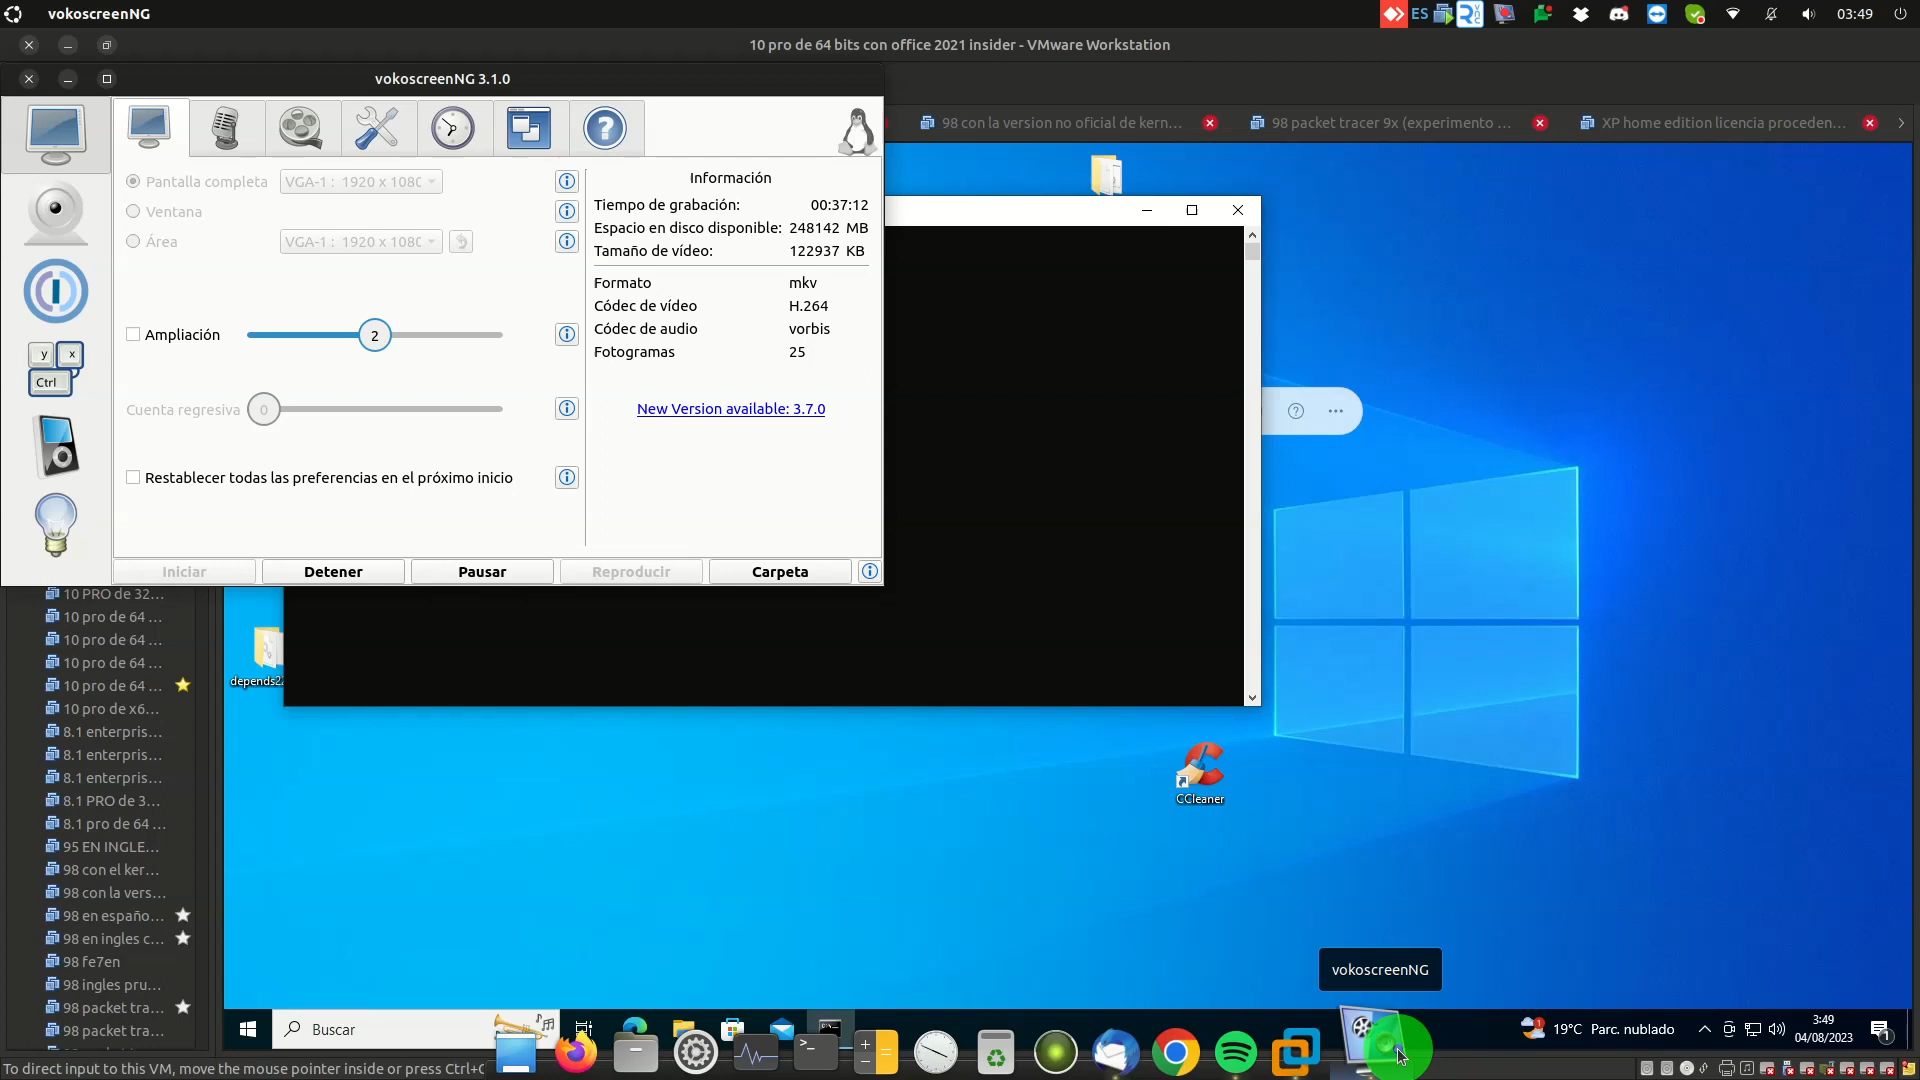 vokoscreenNG
ES
03:49
10 pro de 64 bits con office 2021 insider - VMware Workstation
vokoscreenNG 3.1.0
98 con la version no oficial de kern...
98 packet tracer 9x (experimento ...
XP home edition licencia proceden...
Pantalla completa
VGA-1 : 1920 x 1080
Ventana
Área
VGA-1 : 1920 x 1080
Ampliación
2
Cuenta regresiva
0
Restablecer todas las preferencias en el próximo inicio
Información
Tiempo de grabación: 00:37:12
Espacio en disco disponible: 248142 MB
Tamaño de vídeo: 122937 KB
Formato mkv
Códec de vídeo H.264
Códec de audio vorbis
Fotogramas 25
New Version available: 3.7.0
y x
Ctrl
Iniciar
Detener
Pausar
Reproducir
Carpeta
10 PRO de 32...
10 pro de 64 ...
10 pro de 64 ...
10 pro de 64 ...
10 pro de 64 ...
10 pro de x6...
8.1 enterpris...
8.1 enterpris...
8.1 enterpris...
8.1 PRO de 3...
8.1 pro de 64 ...
95 EN INGLE...
98 con el ker...
98 con la vers...
98 en españo...
98 en ingles c...
98 fe7en
98 ingles pru...
98 packet tra...
98 packet tra...
depends22
CCleaner
vokoscreenNG
Buscar
19°C Parc. nublado
3:49
04/08/2023
1
To direct input to this VM, move the mouse pointer inside or press Ctrl+G